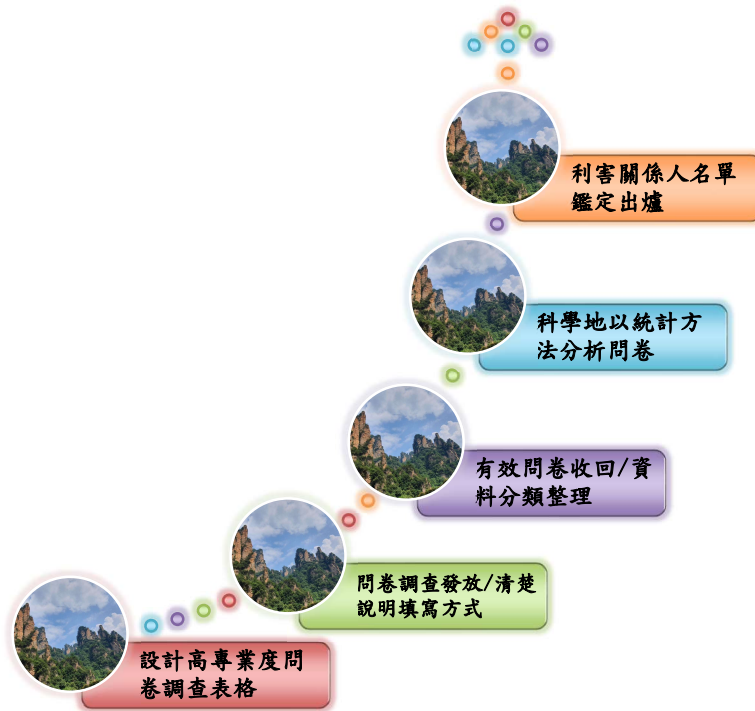 利害關係人名單
鑑定出爐
科學地以統計方
法分析問卷
有效問卷收回/資
料分類整理
問卷調查發放/清楚
說明填寫方式
設計高專業度問
卷調查表格